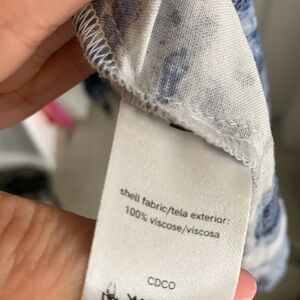 shell fabric/tela exterior:
100% viscose/viscosa
CDCO